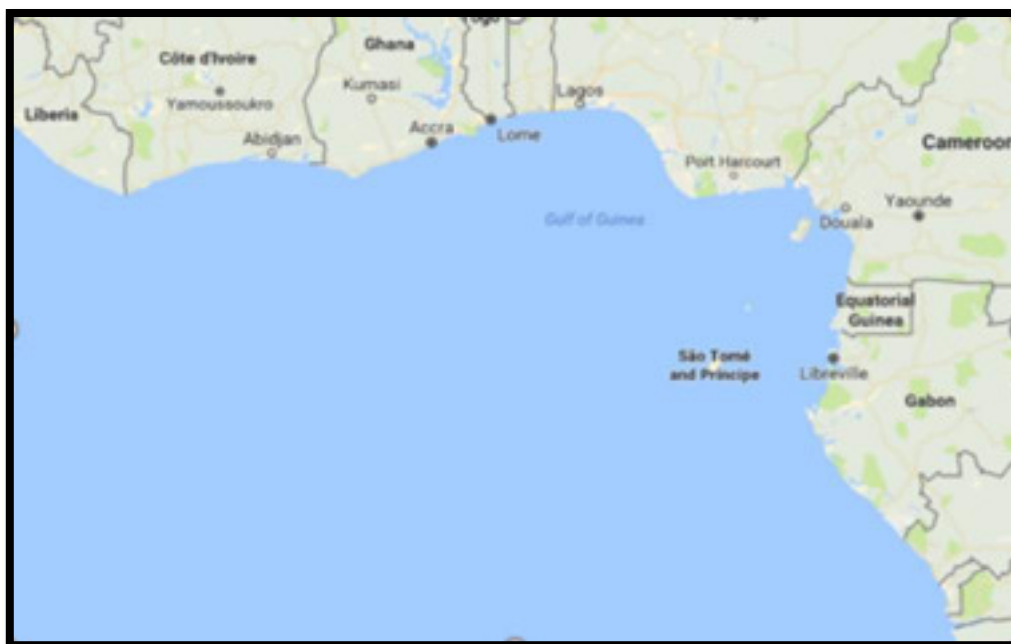 Togo
Ghana
Côte d'Ivoire
Kumasi
Yamoussoukro
Liberia
Abidjan
Accra
Lome
Lagos
Port Harcourt
Cameroon
Yaounde
Douala
Gulf of Guinea
Equatorial
Guinea
São Tomé
and Príncipe
Libreville
Gabon